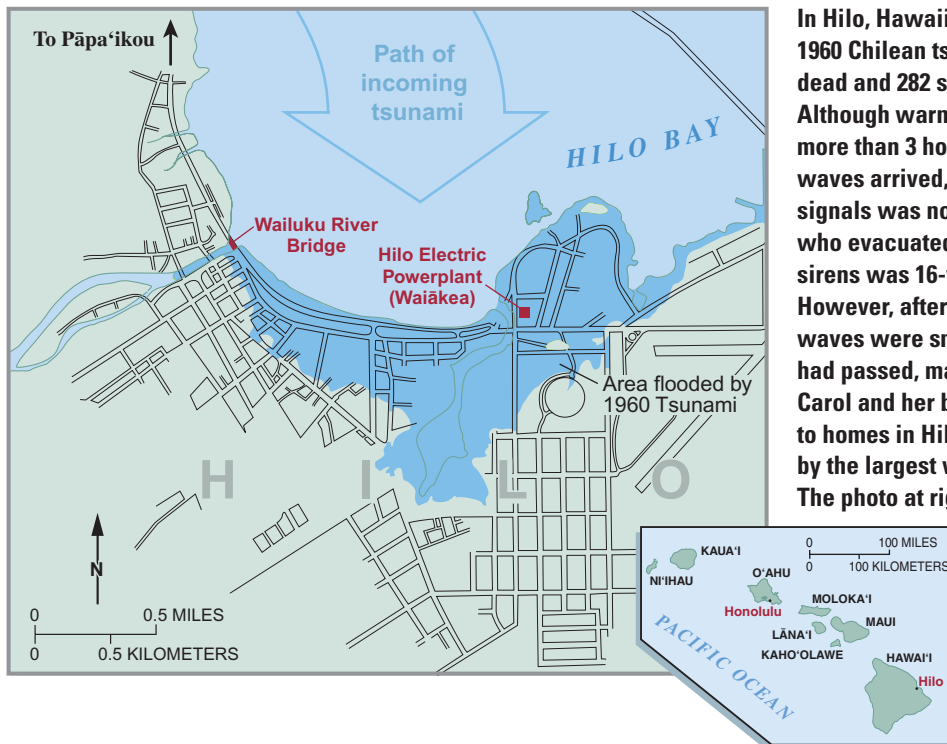 To Pāpa‘ikou
Path of
incoming
tsunami
HILO BAY
Wailuku River
Bridge
Hilo Electric
Powerplant
(Waiākea)
Area flooded by
1960 Tsunami
HILO
N
0 0.5 MILES
0 0.5 KILOMETERS
In Hilo, Hawaii
1960 Chilean ts
dead and 282 s
Although warn
more than 3 ho
waves arrived,
signals was no
who evacuated
sirens was 16-
However, after
waves were sm
had passed, ma
Carol and her b
to homes in Hil
by the largest w
The photo at rig
0 100 MILES
0 100 KILOMETERS
KAUA‘I
NI‘IHAU
O‘AHU
Honolulu
MOLOKA‘I
MAUI
LĀNA‘I
KAHO‘OLAWE
HAWAI‘I
Hilo
PACIFIC OCEAN